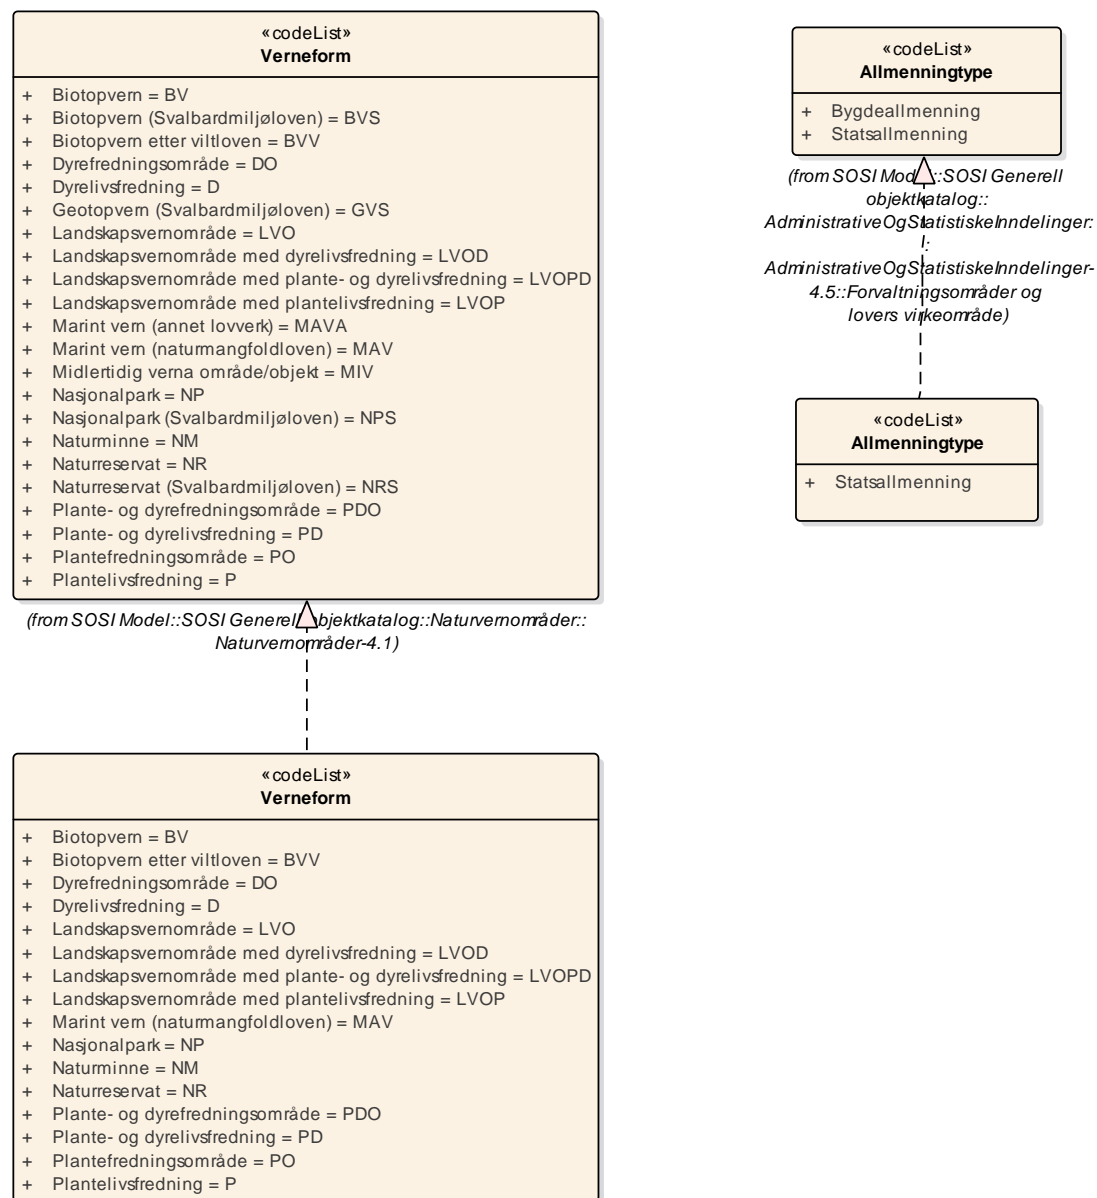 «codeList»
Verneform
+ Biotopvern = BV
+ Biotopvern (Svalbardmiljøloven) = BVS
+ Biotopvern etter viltloven = BVV
+ Dyrefredningsområde = DO
+ Dyrelivsfredning = D
+ Geotopvern (Svalbardmiljøloven) = GVS
+ Landskapsvernområde = LVO
+ Landskapsvernområde med dyrelivsfredning = LVOD
+ Landskapsvernområde med plante- og dyrelivsfredning = LVOPD
+ Landskapsvernområde med plantelivsfredning = LVOP
+ Marint vern (annet lovverk) = MAVA
+ Marint vern (naturmangfoldloven) = MAV
+ Midlertidig verna område/objekt = MIV
+ Nasjonalpark = NP
+ Nasjonalpark (Svalbardmiljøloven) = NPS
+ Naturminne = NM
+ Naturreservat = NR
+ Naturreservat (Svalbardmiljøloven) = NRS
+ Plante- og dyrefredningsområde = PDO
+ Plante- og dyrelivsfredning = PD
+ Plantefredningsområde = PO
+ Plantelivsfredning = P
(from SOSI Model::SOSI Generell objektkatalog::Naturvernområder::
Naturvernområder-4.1)
«codeList»
Verneform
+ Biotopvern = BV
+ Biotopvern etter viltloven = BVV
+ Dyrefredningsområde = DO
+ Dyrelivsfredning = D
+ Landskapsvernområde = LVO
+ Landskapsvernområde med dyrelivsfredning = LVOD
+ Landskapsvernområde med plante- og dyrelivsfredning = LVOPD
+ Landskapsvernområde med plantelivsfredning = LVOP
+ Marint vern (naturmangfoldloven) = MAV
+ Nasjonalpark = NP
+ Naturminne = NM
+ Naturreservat = NR
+ Plante- og dyrefredningsområde = PDO
+ Plante- og dyrelivsfredning = PD
+ Plantefredningsområde = PO
+ Plantelivsfredning = P
«codeList»
Allmenningtype
+ Bygdeallmenning
+ Statsallmenning
(from SOSI Model::SOSI Generell
objektkatalog::
AdministrativeOgStatistiskeInndelinger:
:
AdministrativeOgStatistiskeInndelinger-
4.5::Forvaltningsområder og
lovers virkeområde)
«codeList»
Allmenningtype
+ Statsallmenning